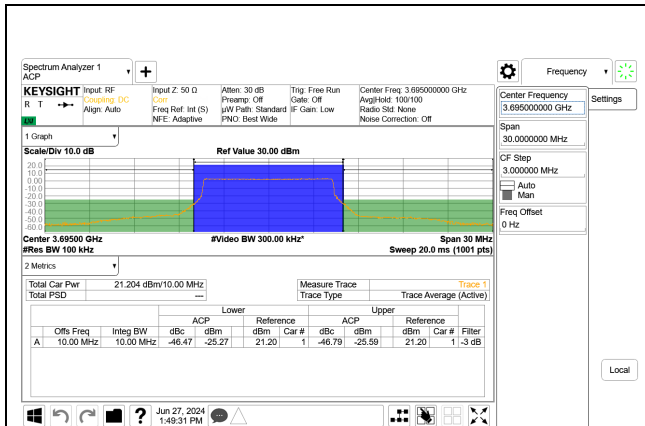 Spectrum Analyzer 1
ACP
Frequency
KEYSIGHT Input: RF Input Z: 50 Ω Atten: 30 dB Trig: Free Run Center Freq: 3.695000000 GHz
R T Coupling: DC Corr Preamp: Off Gate: Off Avg|Hold: 100/100
Align: Auto Freq Ref: Int (S) µW Path: Standard IF Gain: Low Radio Std: None
NFE: Adaptive PNO: Best Wide Noise Correction: Off
Center Frequency
3.695000000 GHz
Settings
Span
30.0000000 MHz
CF Step
3.000000 MHz
Auto
Man
Freq Offset
0 Hz
1 Graph
Scale/Div 10.0 dB Ref Value 30.00 dBm
20.0
10.0
0.00
-10.0
-20.0
-30.0
-40.0
-50.0
-60.0
Center 3.69500 GHz #Video BW 300.00 kHz* Span 30 MHz
#Res BW 100 kHz Sweep 20.0 ms (1001 pts)
2 Metrics
Total Car Pwr 21.204 dBm/10.00 MHz Measure Trace Trace 1
Total PSD --- Trace Type Trace Average (Active)
Lower Upper
ACP Reference ACP Reference
Offs Freq Integ BW dBc dBm dBm Car # dBc dBm dBm Car # Filter
A 10.00 MHz 10.00 MHz -46.47 -25.27 21.20 1 -46.79 -25.59 21.20 1 -3 dB
Local
? Jun 27, 2024
1:49:31 PM